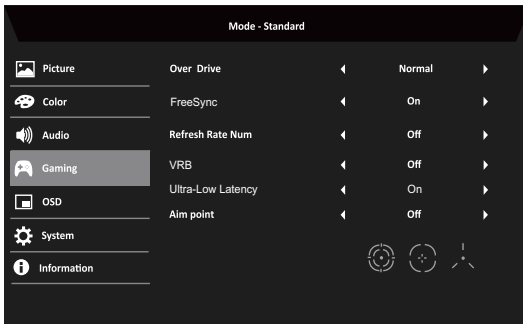 Mode - Standard
Picture
Color
Audio
Gaming
OSD
System
Information
Over Drive Normal
FreeSync On
Refresh Rate Num Off
VRB Off
Ultra-Low Latency On
Aim point Off